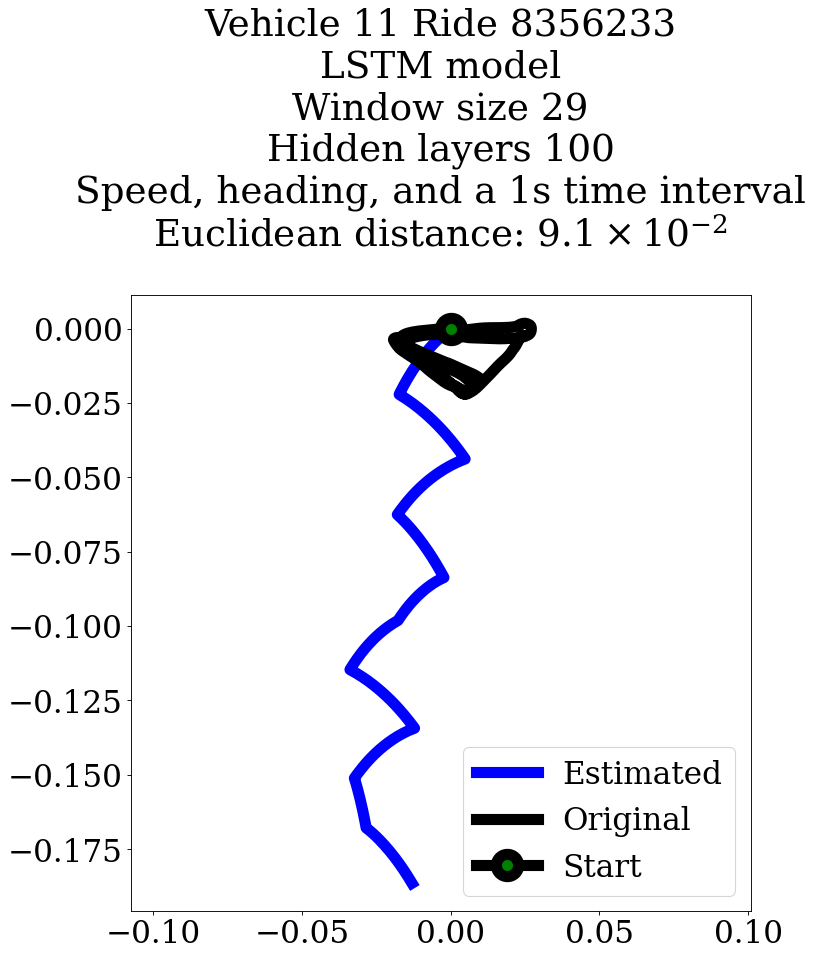 Vehicle 11 Ride 8356233
LSTM model
Window size 29
Hidden layers 100
Speed, heading, and a 1s time interval
Euclidean distance: 9.1 × 10⁻²
0.000
−0.025
−0.050
−0.075
−0.100
−0.125
−0.150
−0.175
Estimated
Original
Start
−0.10
−0.05
0.00
0.05
0.10